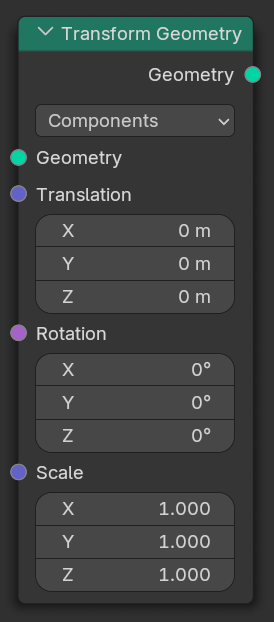 Transform Geometry
Geometry
Components
Geometry
Translation
X 0 m
Y 0 m
Z 0 m
Rotation
X 0°
Y 0°
Z 0°
Scale
X 1.000
Y 1.000
Z 1.000